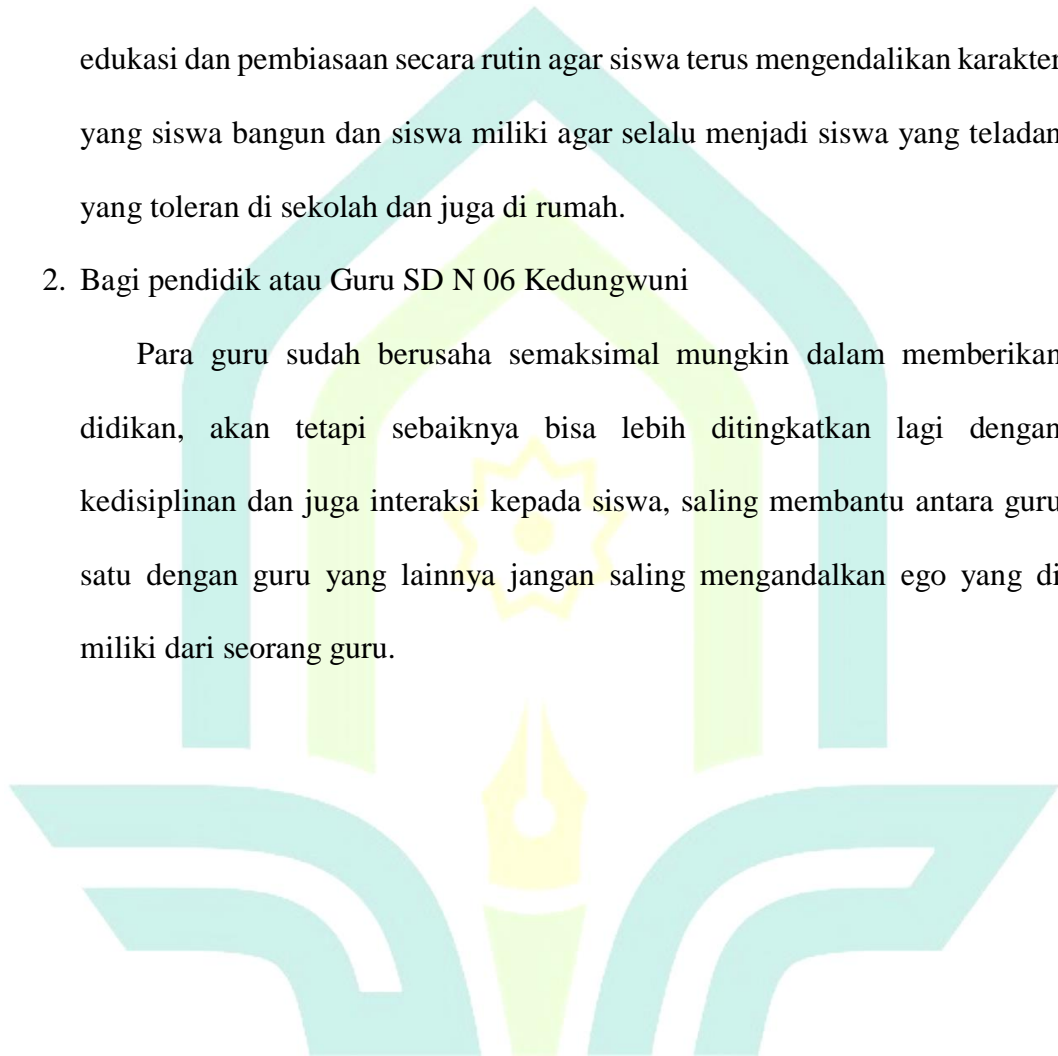 edukasi dan pembiasaan secara rutin agar siswa terus mengendalikan karakter
yang siswa bangun dan siswa miliki agar selalu menjadi siswa yang teladan
yang toleran di sekolah dan juga di rumah.
2. Bagi pendidik atau Guru SD N 06 Kedungwuni
Para guru sudah berusaha semaksimal mungkin dalam memberikan
didikan, akan tetapi sebaiknya bisa lebih ditingkatkan lagi dengan
kedisiplinan dan juga interaksi kepada siswa, saling membantu antara guru
satu dengan guru yang lainnya jangan saling mengandalkan ego yang di
miliki dari seorang guru.